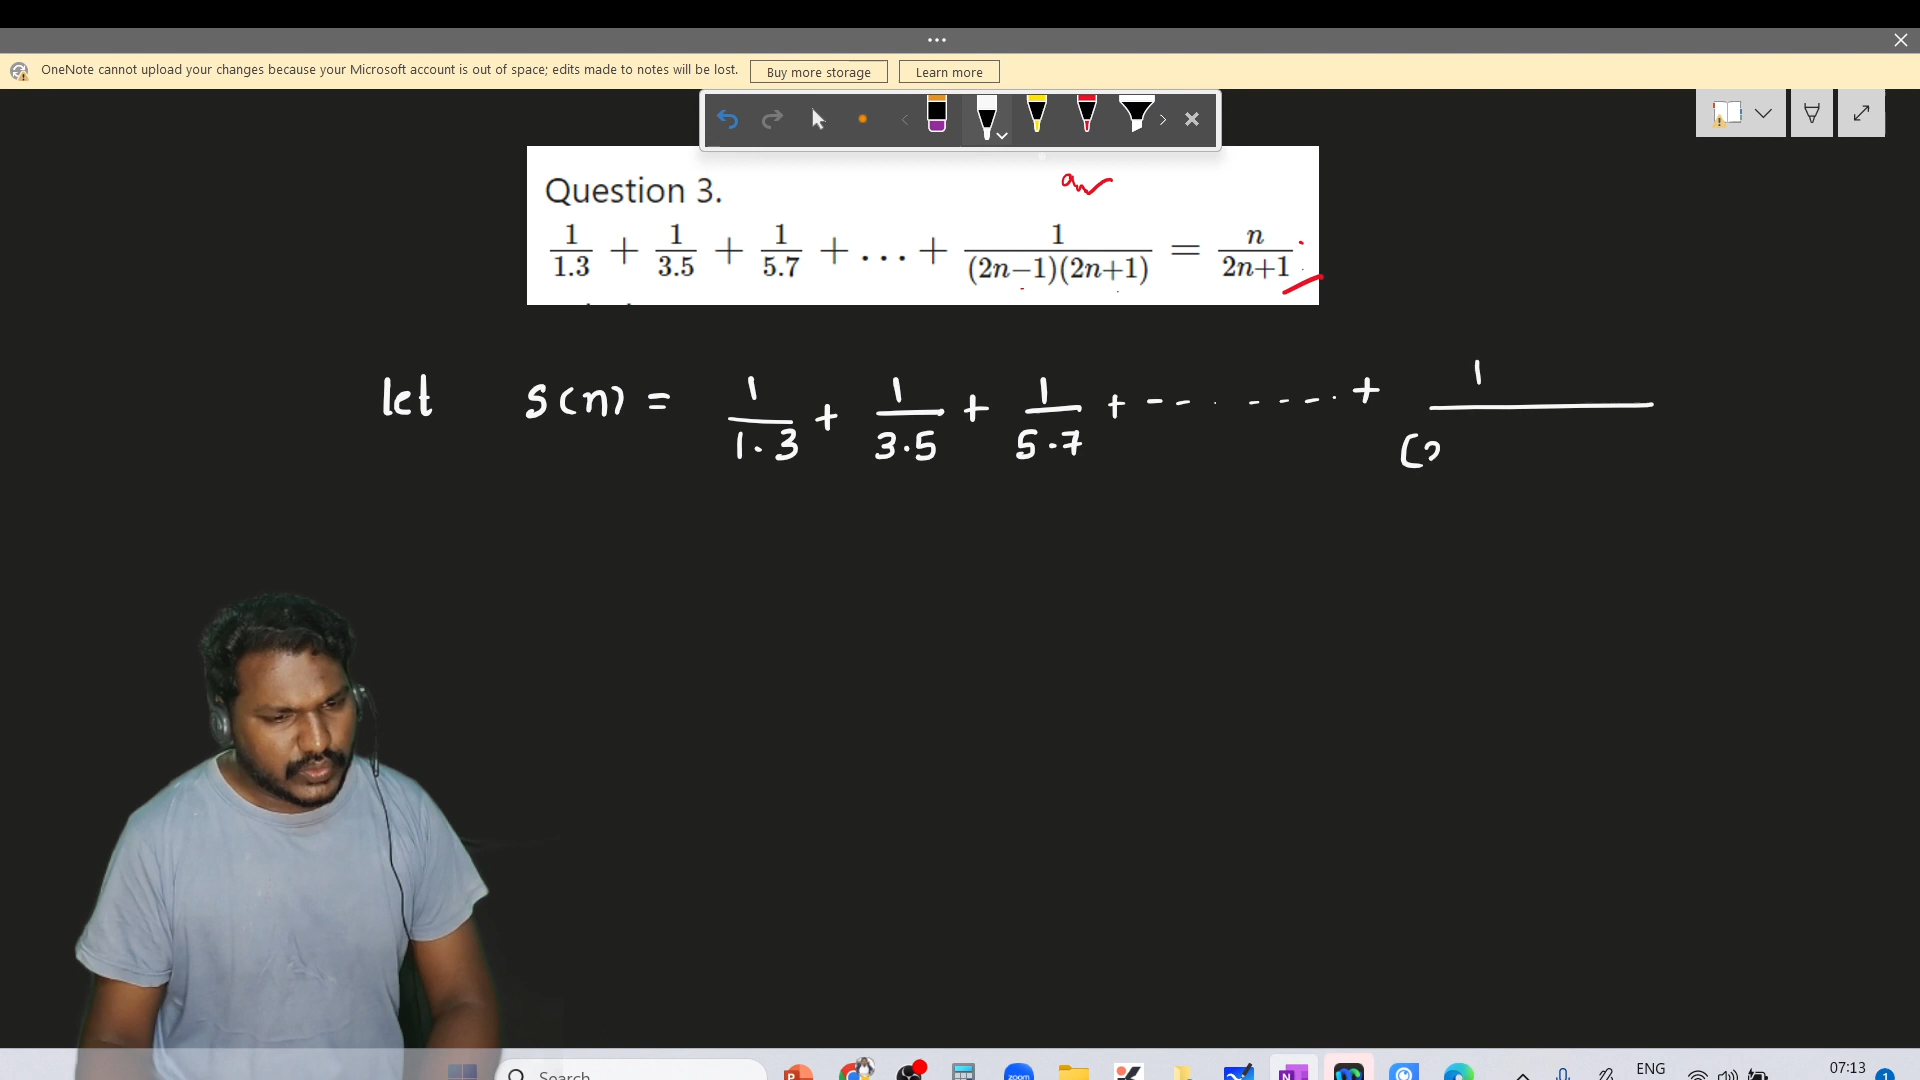 OneNote cannot upload your changes because your Microsoft account is out of space; edits made to notes will be lost. Buy more storage Learn more
Question 3.
1/1.3 + 1/3.5 + 1/5.7 + ... + 1/(2n−1)(2n+1) = n/2n+1
let S(n) = 1/1.3 + 1/3.5 + 1/5.7 + - - - . - - - . + 1/(2
Search
zoom
ENG
07:13